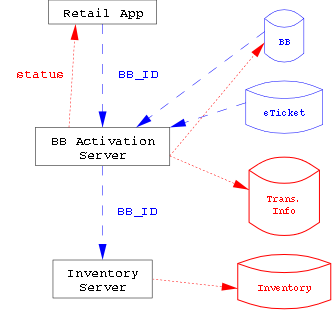 Retail App
BB
status
BB_ID
eTicket
BB Activation
Server
Trans.
Info
BB_ID
Inventory
Server
Inventory